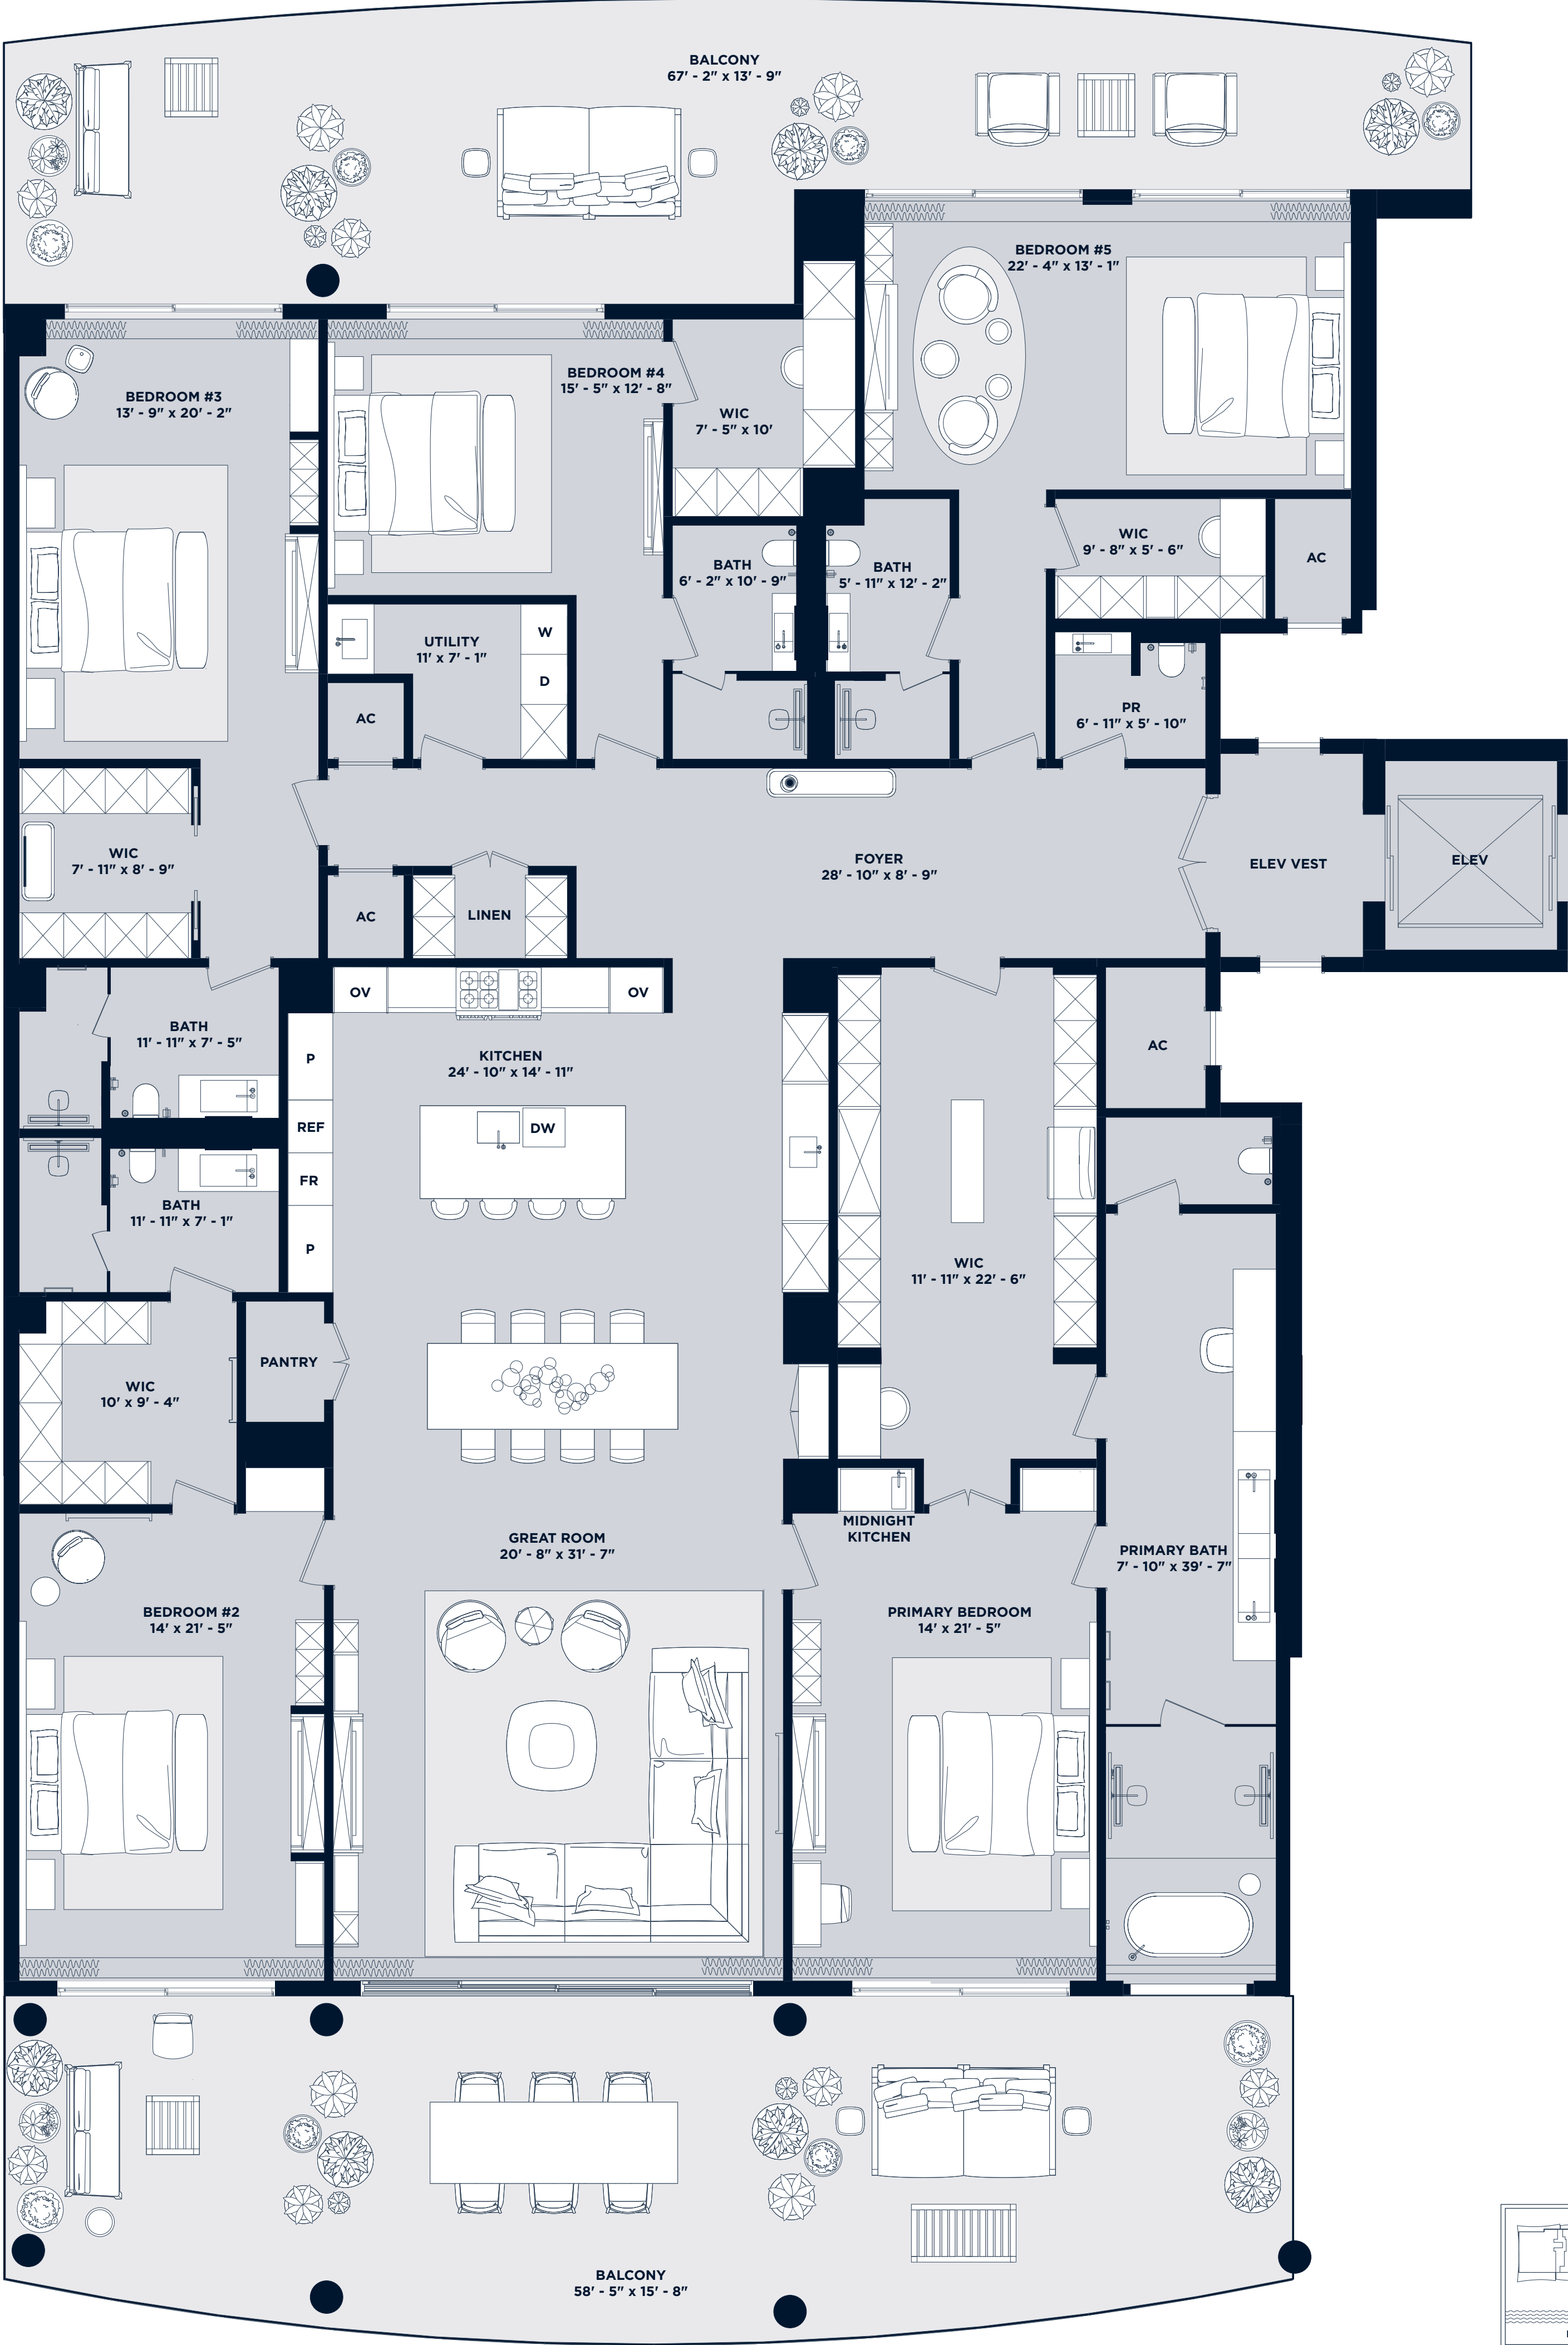 BALCONY
67' - 2" x 13' - 9"
BEDROOM #5
22' - 4" x 13' - 1"
BEDROOM #4
15' - 5" x 12' - 8"
BEDROOM #3
13' - 9" x 20' - 2"
WIC
7' - 5" x 10'
WIC
9' - 8" x 5' - 6"
AC
BATH
6' - 2" x 10' - 9"
BATH
5' - 11" x 12' - 2"
UTILITY
11' x 7' - 1"
W
D
AC
PR
6' - 11" x 5' - 10"
WIC
7' - 11" x 8' - 9"
FOYER
28' - 10" x 8' - 9"
ELEV VEST
ELEV
AC
LINEN
OV
OV
BATH
11' - 11" x 7' - 5"
P
KITCHEN
24' - 10" x 14' - 11"
AC
REF
DW
FR
BATH
11' - 11" x 7' - 1"
P
WIC
11' - 11" x 22' - 6"
PANTRY
WIC
10' x 9' - 4"
MIDNIGHT
KITCHEN
GREAT ROOM
20' - 8" x 31' - 7"
PRIMARY BATH
7' - 10" x 39' - 7"
BEDROOM #2
14' x 21' - 5"
PRIMARY BEDROOM
14' x 21' - 5"
BALCONY
58' - 5" x 15' - 8"